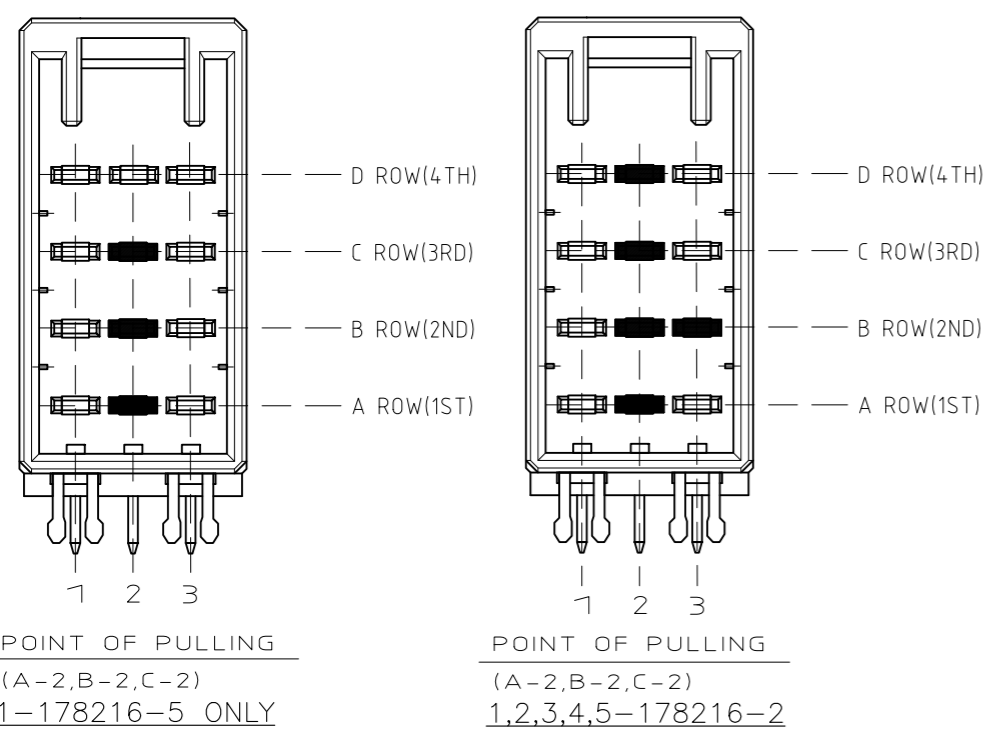 D ROW(4TH)
C ROW(3RD)
B ROW(2ND)
A ROW(1ST)
1 2 3
POINT OF PULLING
(A-2,B-2,C-2)
1-178216-5 ONLY
D ROW(4TH)
C ROW(3RD)
B ROW(2ND)
A ROW(1ST)
1 2 3
POINT OF PULLING
(A-2,B-2,C-2)
1,2,3,4,5-178216-2